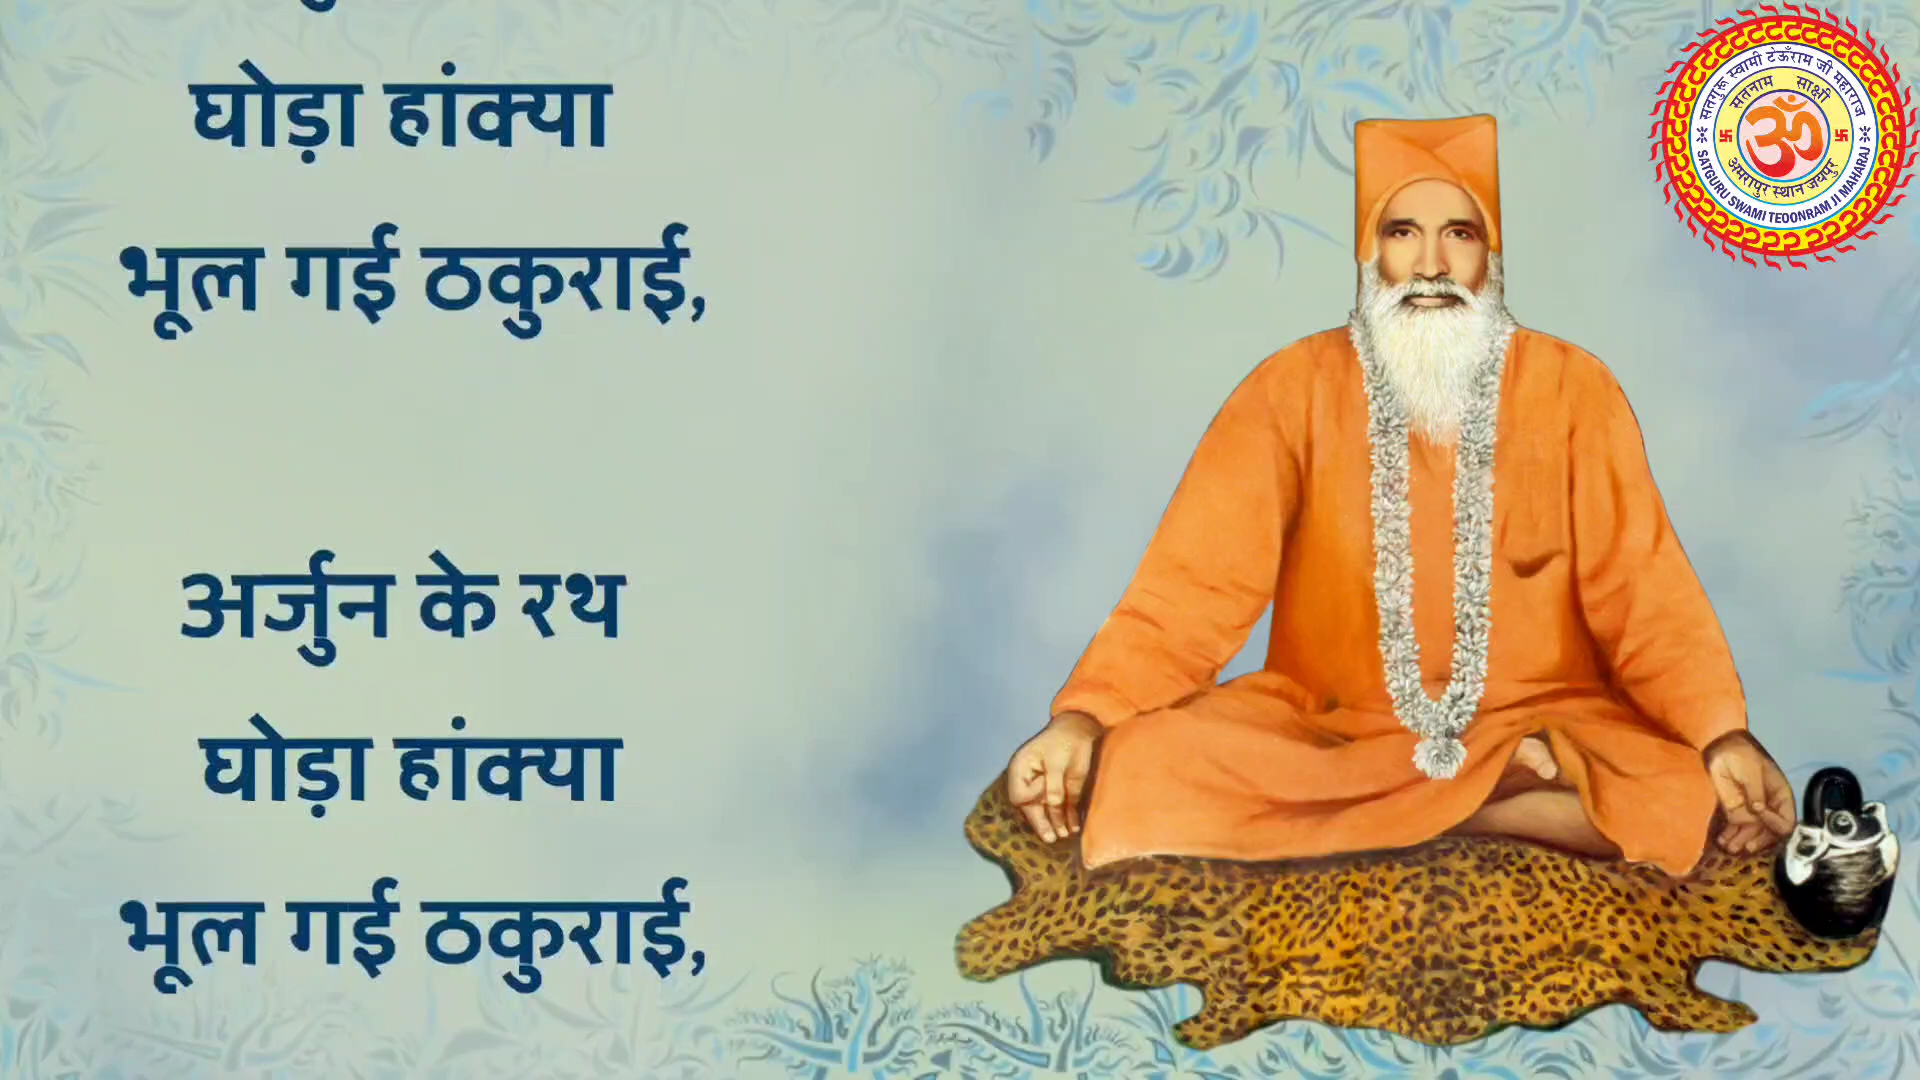 घोड़ा हांक्या
भूल गई ठकुराई,
अर्जुन के रथ
घोड़ा हांक्या
भूल गई ठकुराई,
सतगुरू स्वामी टेऊँराम जी महाराज
सतनाम साक्षी
ॐ
अमरापुर स्थान जयपुर
SATGURU SWAMI TEOONRAM JI MAHARAJ